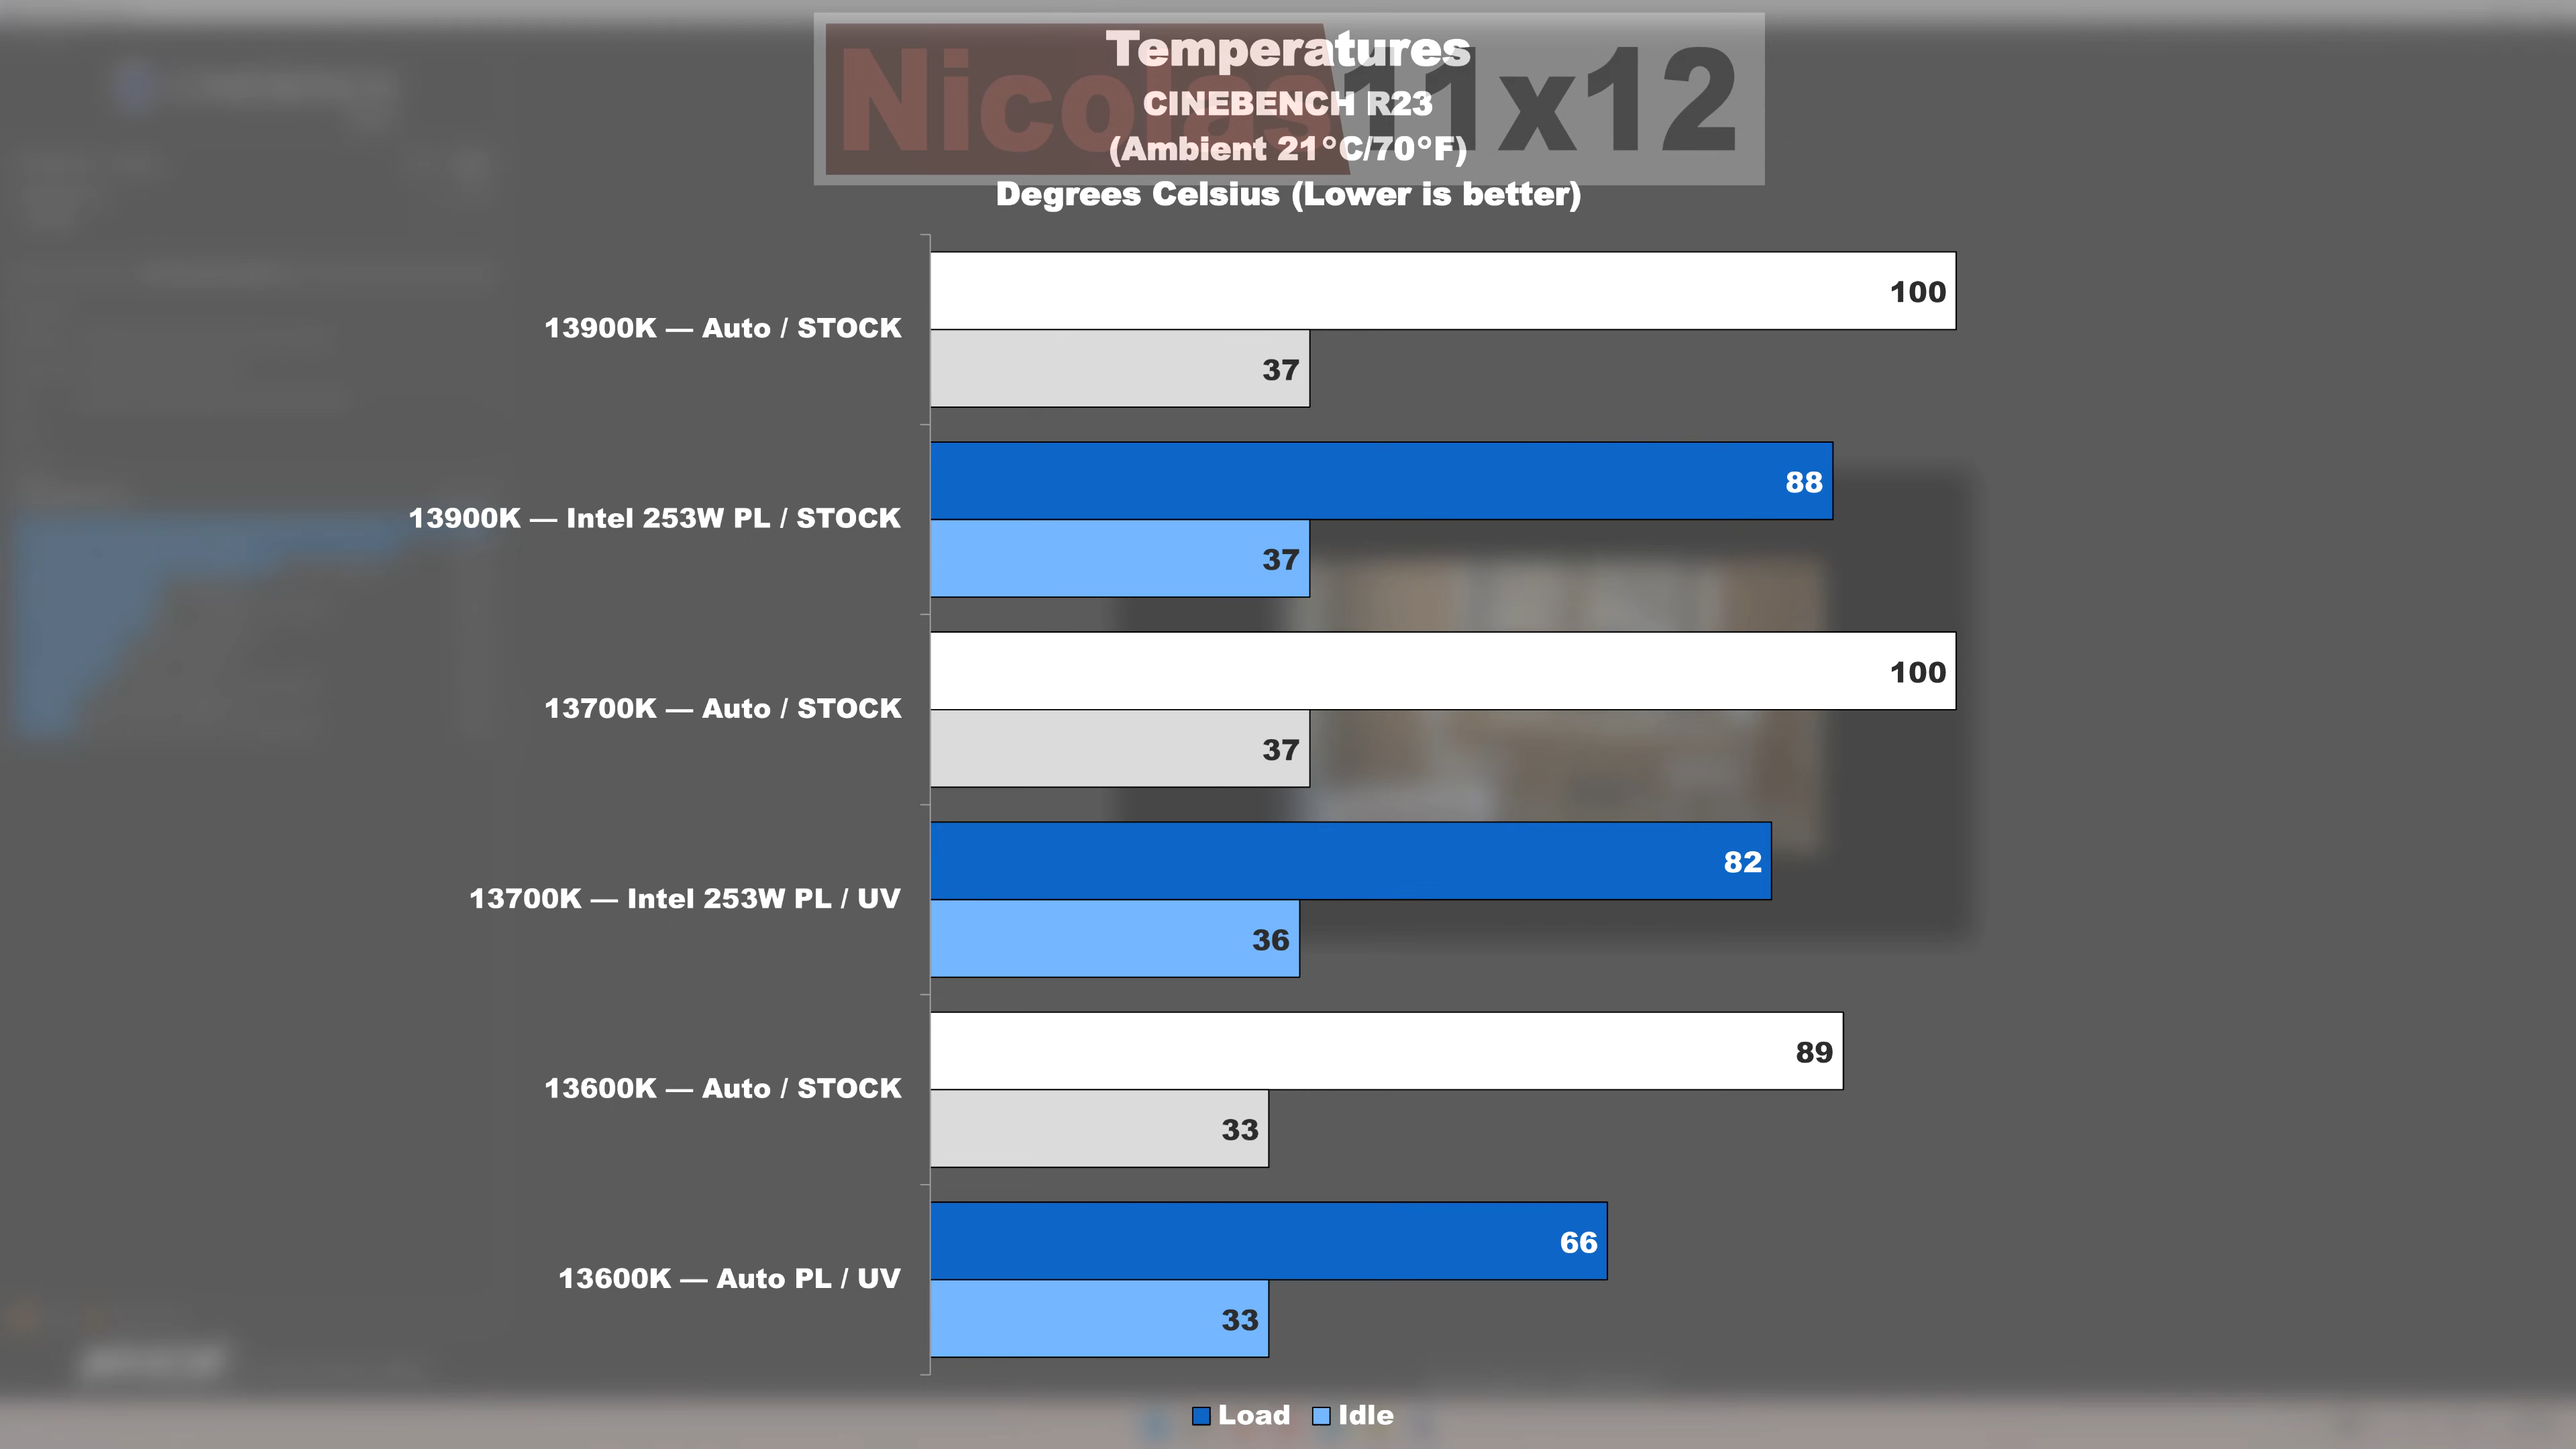 Nicolas11x12
Temperatures
CINEBENCH R23
(Ambient 21°C/70°F)
Degrees Celsius (Lower is better)
13900K — Auto / STOCK
100
37
13900K — Intel 253W PL / STOCK
88
37
13700K — Auto / STOCK
100
37
13700K — Intel 253W PL / UV
82
36
13600K — Auto / STOCK
89
33
13600K — Auto PL / UV
66
33
Load Idle